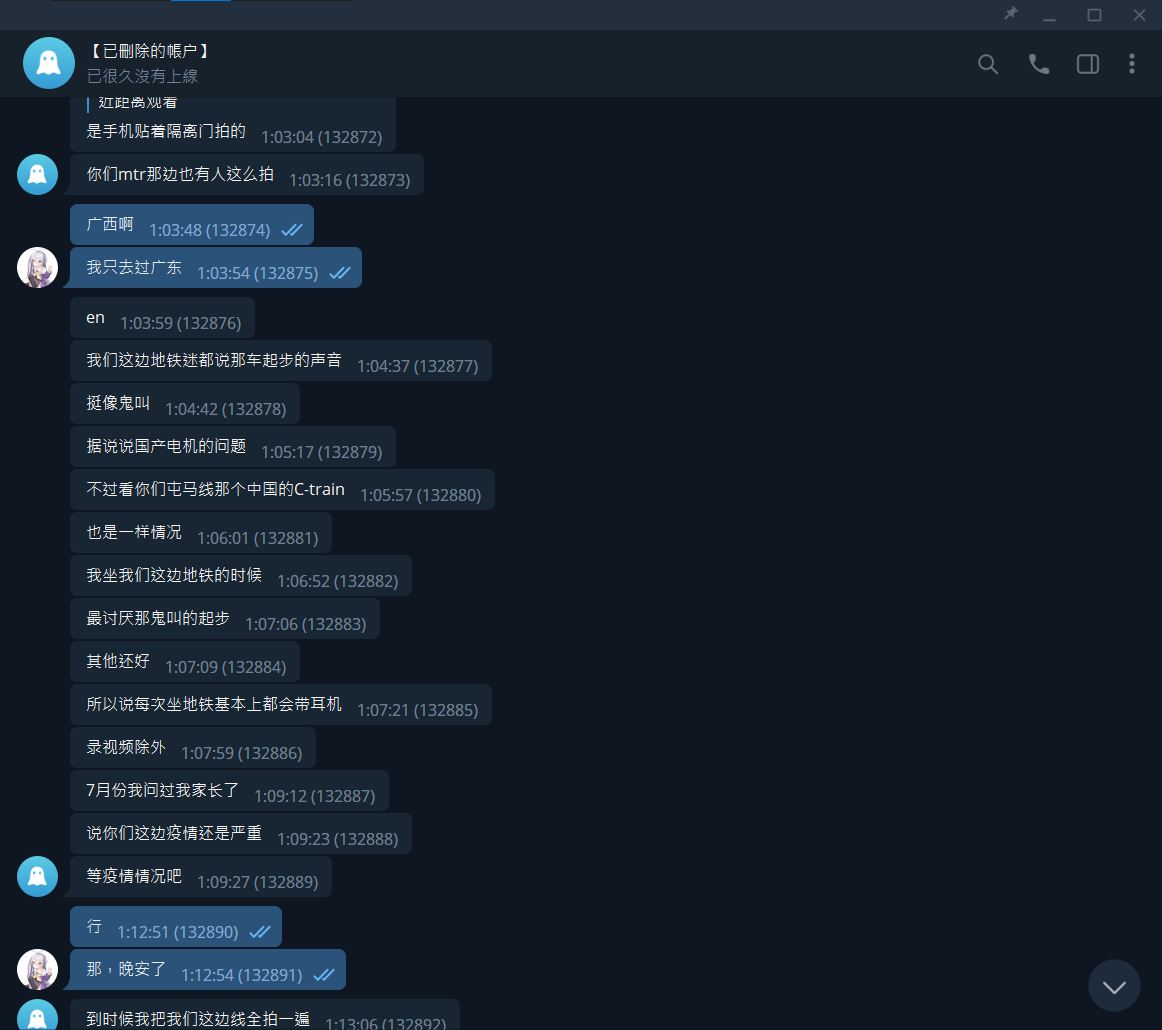 【已刪除的帳户】
已很久沒有上線
近距离观看
是手机贴着隔离门拍的 1:03:04 (132872)
你们mtr那边也有人这么拍 1:03:16 (132873)
广西啊 1:03:48 (132874)
我只去过广东 1:03:54 (132875)
en 1:03:59 (132876)
我们这边地铁迷都说那车起步的声音 1:04:37 (132877)
挺像鬼叫 1:04:42 (132878)
据说说国产电机的问题 1:05:17 (132879)
不过看你们屯马线那个中国的C-train 1:05:57 (132880)
也是一样情况 1:06:01 (132881)
我坐我们这边地铁的时候 1:06:52 (132882)
最讨厌那鬼叫的起步 1:07:06 (132883)
其他还好 1:07:09 (132884)
所以说每次坐地铁基本上都会带耳机 1:07:21 (132885)
录视频除外 1:07:59 (132886)
7月份我问过我家长了 1:09:12 (132887)
说你们这边疫情还是严重 1:09:23 (132888)
等疫情情况吧 1:09:27 (132889)
行 1:12:51 (132890)
那，晚安了 1:12:54 (132891)
到时候我把我们这边线全拍一遍 1:13:06 (132892)